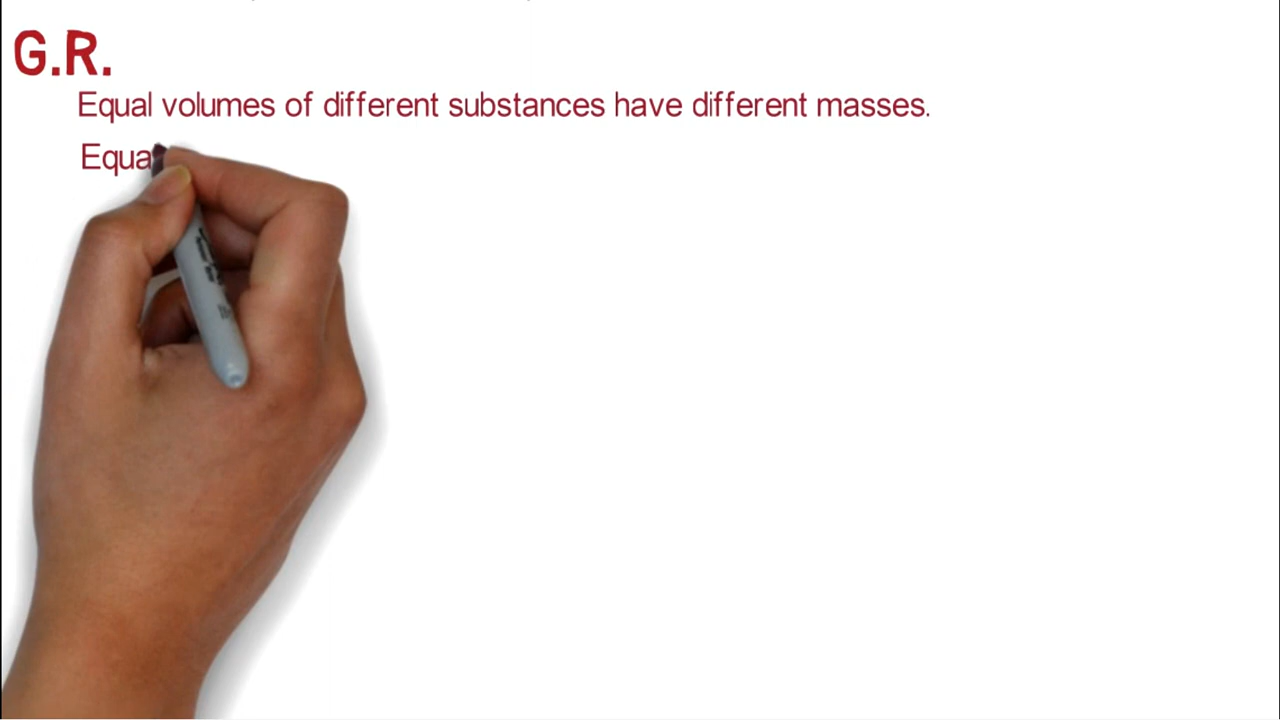 G.R.
Equal volumes of different substances have different masses.
Equa